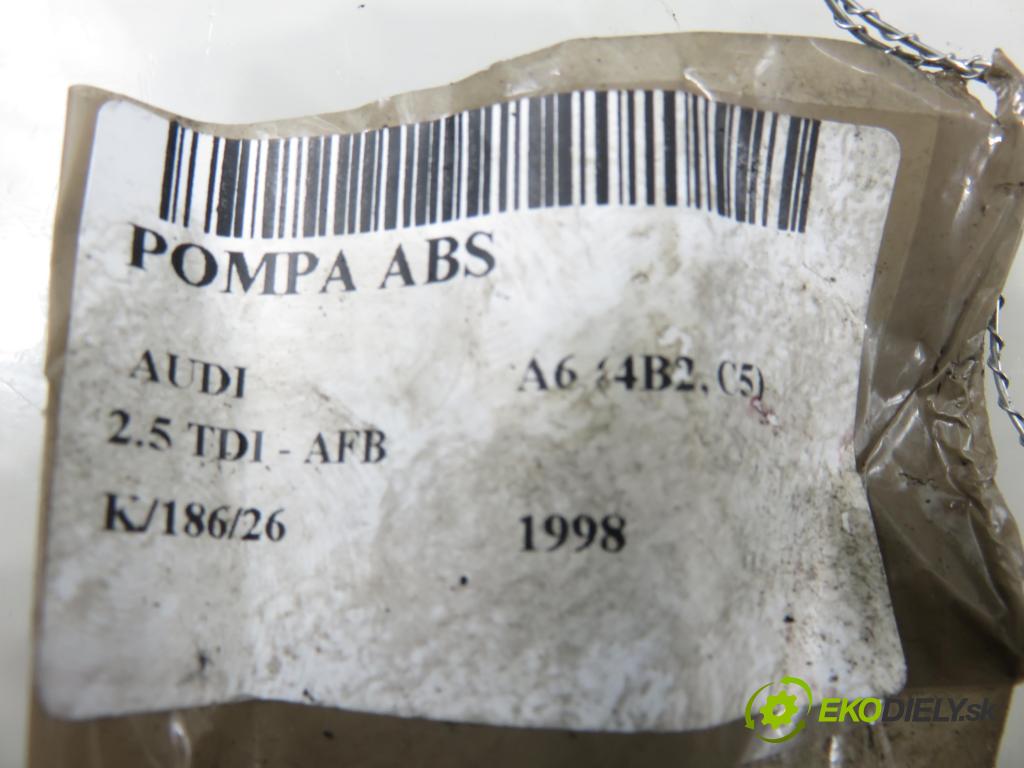 POMPA ABS
AUDI A6 (4B2, C5)
2.5 TDI - AFB
K/186/26 1998
EKODIELY.sk